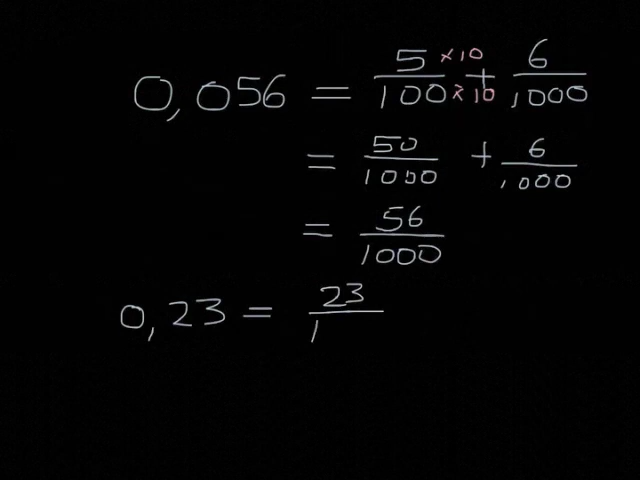 0,056 = 5/100 ×10/×10 + 6/1000
= 50/1000 + 6/1000
= 56/1000
0,23 = 23/1